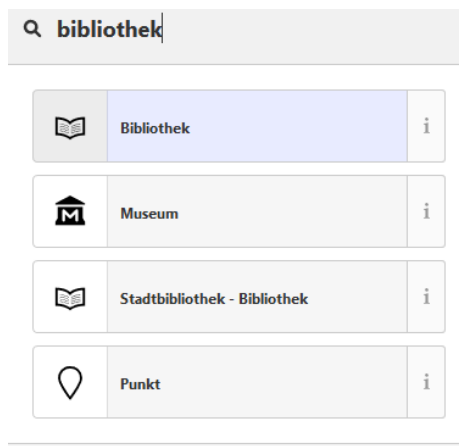 bibliothek
Bibliothek
i
M
Museum
i
Stadtbibliothek - Bibliothek
i
Punkt
i